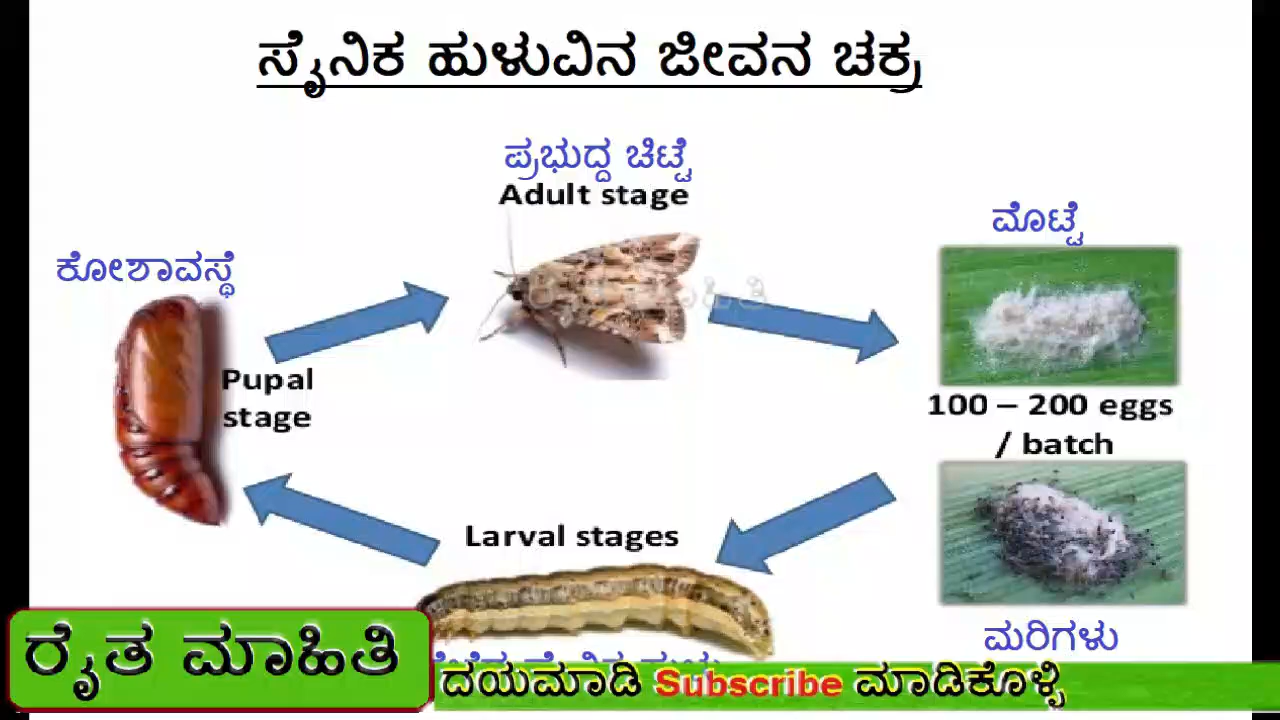 ಸೈನಿಕ ಹುಳುವಿನ ಜೀವನ ಚಕ್ರ
ಪ್ರಭುದ್ದ ಚಿಟ್ಟೆ
Adult stage
ಮೊಟ್ಟೆ
ಕೋಶಾವಸ್ಥೆ
Pupal
stage
100 – 200 eggs
/ batch
Larval stages
ಮರಿಗಳು
ರೈತ ಮಾಹಿತಿ
ದಯಮಾಡಿ Subscribe ಮಾಡಿಕೊಳ್ಳಿ